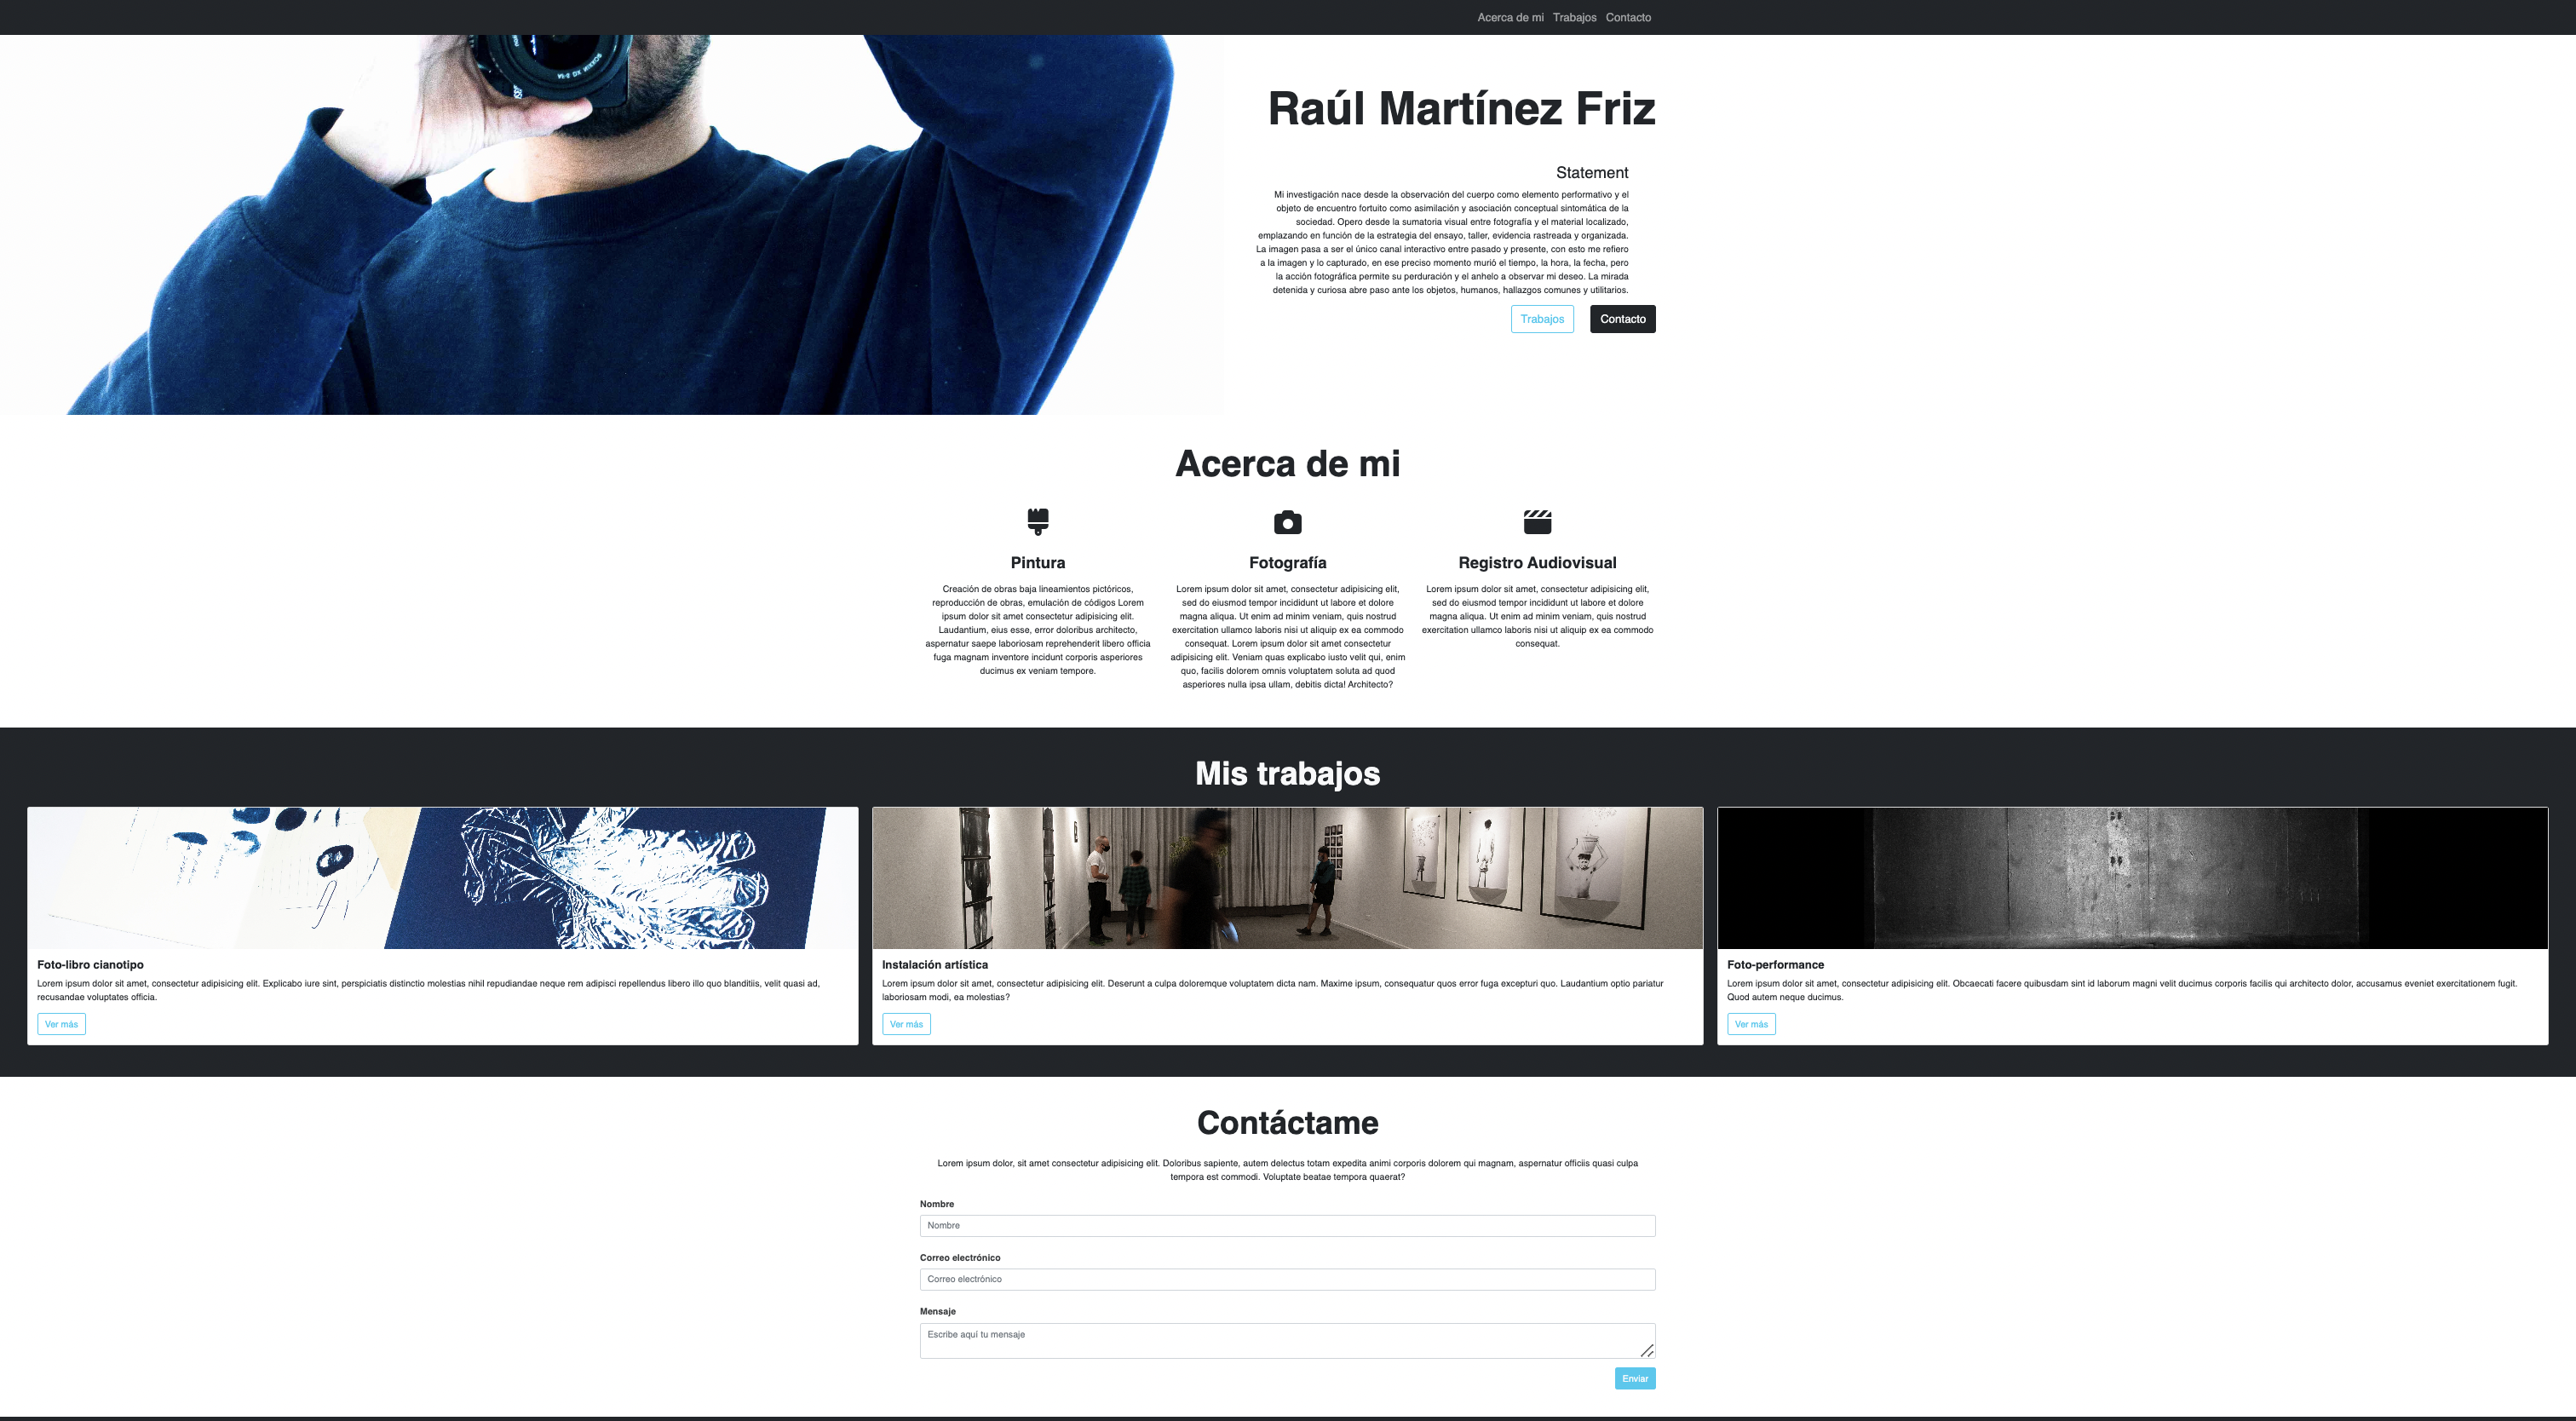 Acerca de mi Trabajos Contacto
Raúl Martínez Friz
Statement
Mi investigación nace desde la observación del cuerpo como elemento performativo y el
objeto de encuentro fortuito como asimilación y asociación conceptual sintomática de la
sociedad. Opero desde la sumatoria visual entre fotografía y el material localizado,
emplazando en función de la estrategia del ensayo, taller, evidencia rastreada y organizada.
La imagen pasa a ser el único canal interactivo entre pasado y presente, con esto me refiero
a la imagen y lo capturado, en ese preciso momento murió el tiempo, la hora, la fecha, pero
la acción fotográfica permite su perduración y el anhelo a observar mi deseo. La mirada
detenida y curiosa abre paso ante los objetos, humanos, hallazgos comunes y utilitarios.
Trabajos Contacto
Acerca de mi
Pintura
Creación de obras baja lineamientos pictóricos,
reproducción de obras, emulación de códigos Lorem
ipsum dolor sit amet consectetur adipisicing elit.
Laudantium, eius esse, error doloribus architecto,
aspernatur saepe laboriosam reprehenderit libero officia
fuga magnam inventore incidunt corporis asperiores
ducimus ex veniam tempore.
Fotografía
Lorem ipsum dolor sit amet, consectetur adipisicing elit,
sed do eiusmod tempor incididunt ut labore et dolore
magna aliqua. Ut enim ad minim veniam, quis nostrud
exercitation ullamco laboris nisi ut aliquip ex ea commodo
consequat. Lorem ipsum dolor sit amet consectetur
adipisicing elit. Veniam quas explicabo iusto velit qui, enim
quo, facilis dolorem omnis voluptatem soluta ad quod
asperiores nulla ipsa ullam, debitis dicta! Architecto?
Registro Audiovisual
Lorem ipsum dolor sit amet, consectetur adipisicing elit,
sed do eiusmod tempor incididunt ut labore et dolore
magna aliqua. Ut enim ad minim veniam, quis nostrud
exercitation ullamco laboris nisi ut aliquip ex ea commodo
consequat.
Mis trabajos
Foto-libro cianotipo
Lorem ipsum dolor sit amet, consectetur adipisicing elit. Explicabo iure sint, perspiciatis distinctio molestias nihil repudiandae neque rem adipisci repellendus libero illo quo blanditiis, velit quasi ad,
recusandae voluptates officia.
Ver más
Instalación artística
Lorem ipsum dolor sit amet, consectetur adipisicing elit. Deserunt a culpa doloremque voluptatem dicta nam. Maxime ipsum, consequatur quos error fuga excepturi quo. Laudantium optio pariatur
laboriosam modi, ea molestias?
Ver más
Foto-performance
Lorem ipsum dolor sit amet, consectetur adipisicing elit. Obcaecati facere quibusdam sint id laborum magni velit ducimus corporis facilis qui architecto dolor, accusamus eveniet exercitationem fugit.
Quod autem neque ducimus.
Ver más
Contáctame
Lorem ipsum dolor, sit amet consectetur adipisicing elit. Doloribus sapiente, autem delectus totam expedita animi corporis dolorem qui magnam, aspernatur officiis quasi culpa
tempora est commodi. Voluptate beatae tempora quaerat?
Nombre
Nombre
Correo electrónico
Correo electrónico
Mensaje
Escribe aquí tu mensaje
Enviar